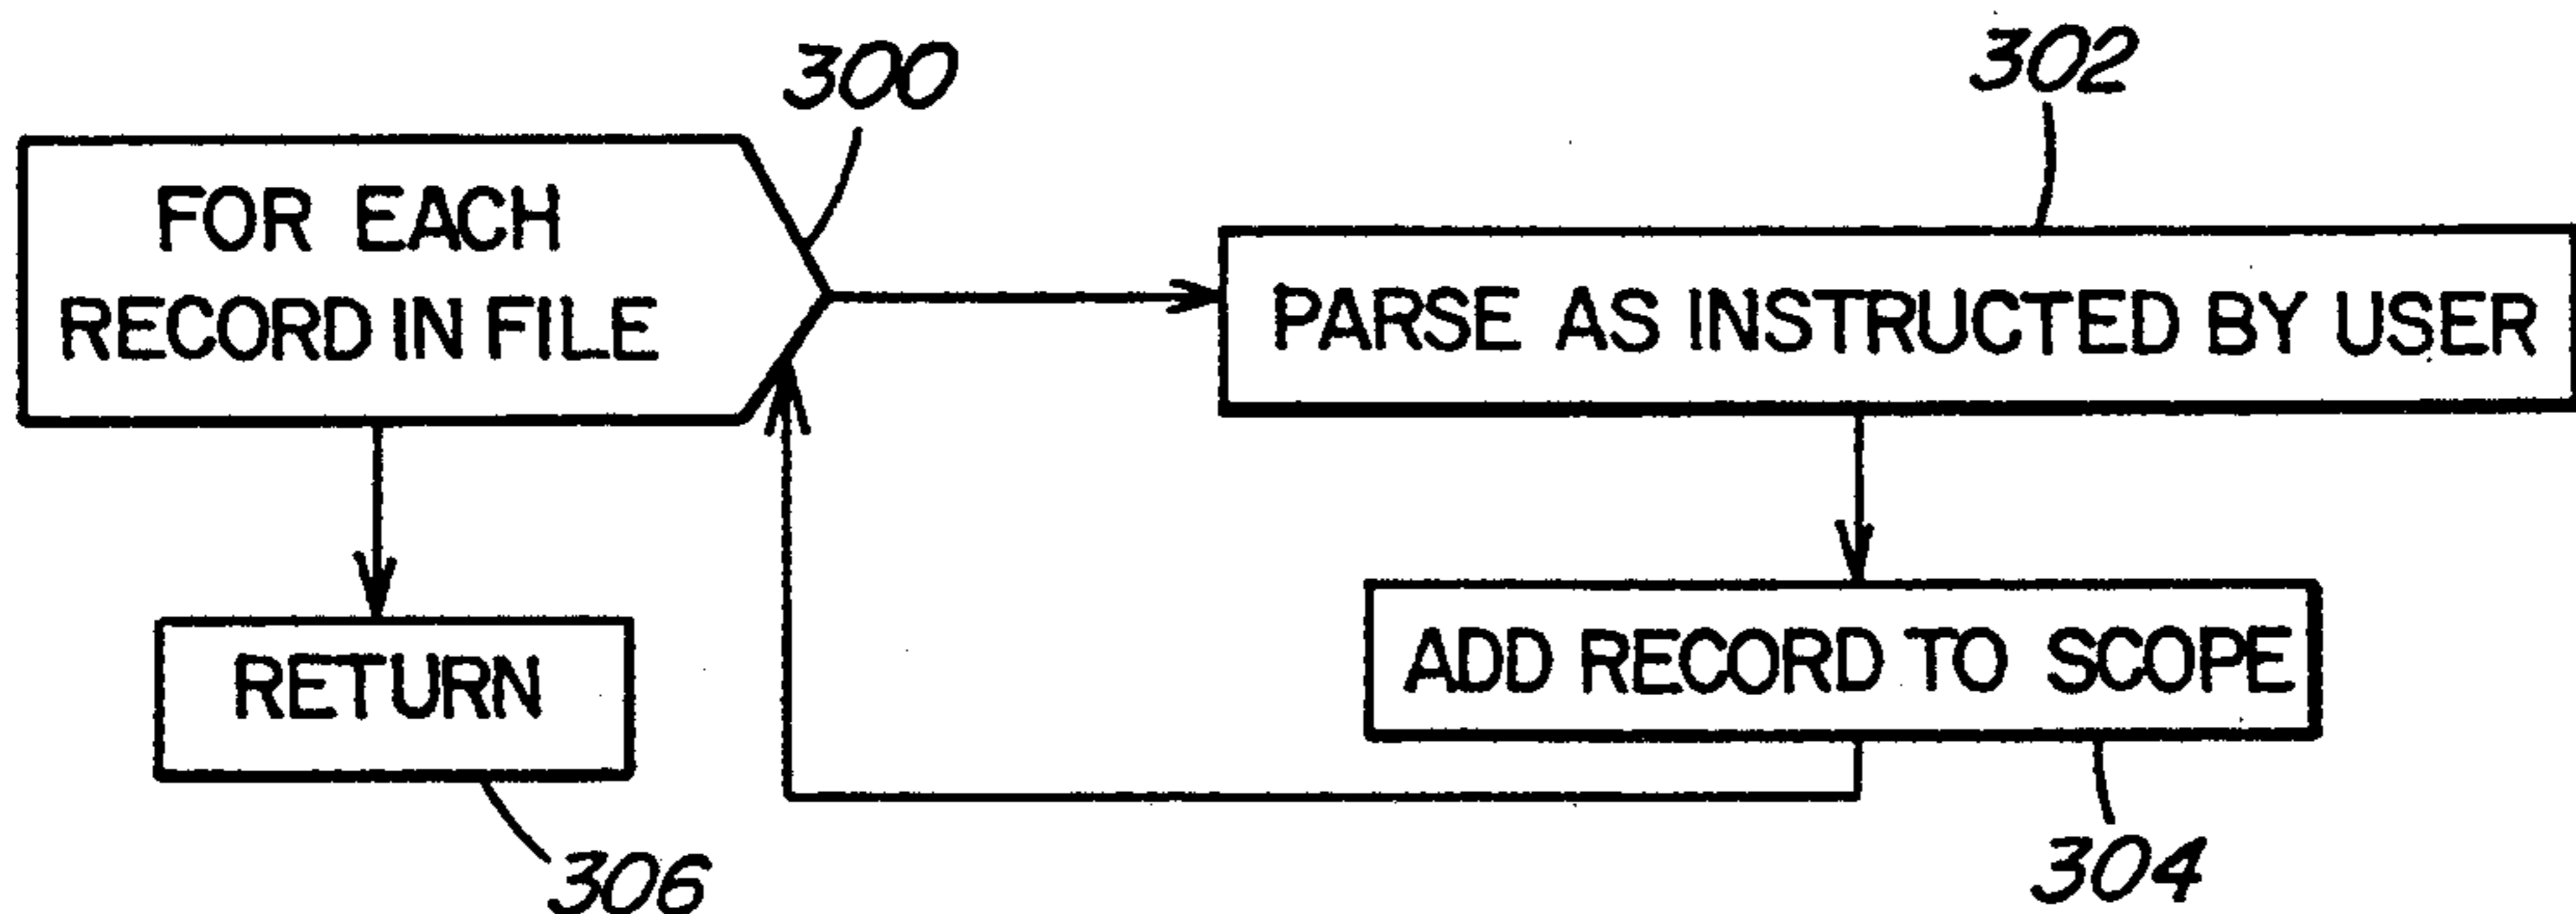 300
302
FOR EACH
RECORD IN FILE
PARSE AS INSTRUCTED BY USER
RETURN
ADD RECORD TO SCOPE
306
304